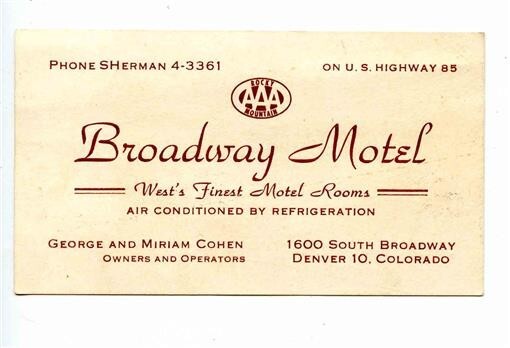 PHONE SHERMAN 4-3361
ON U.S. HIGHWAY 85
ROCKY
AAA
MOUNTAIN
Broadway Motel
West's Finest Motel Rooms
AIR CONDITIONED BY REFRIGERATION
GEORGE AND MIRIAM COHEN
OWNERS AND OPERATORS
1600 SOUTH BROADWAY
DENVER 10, COLORADO